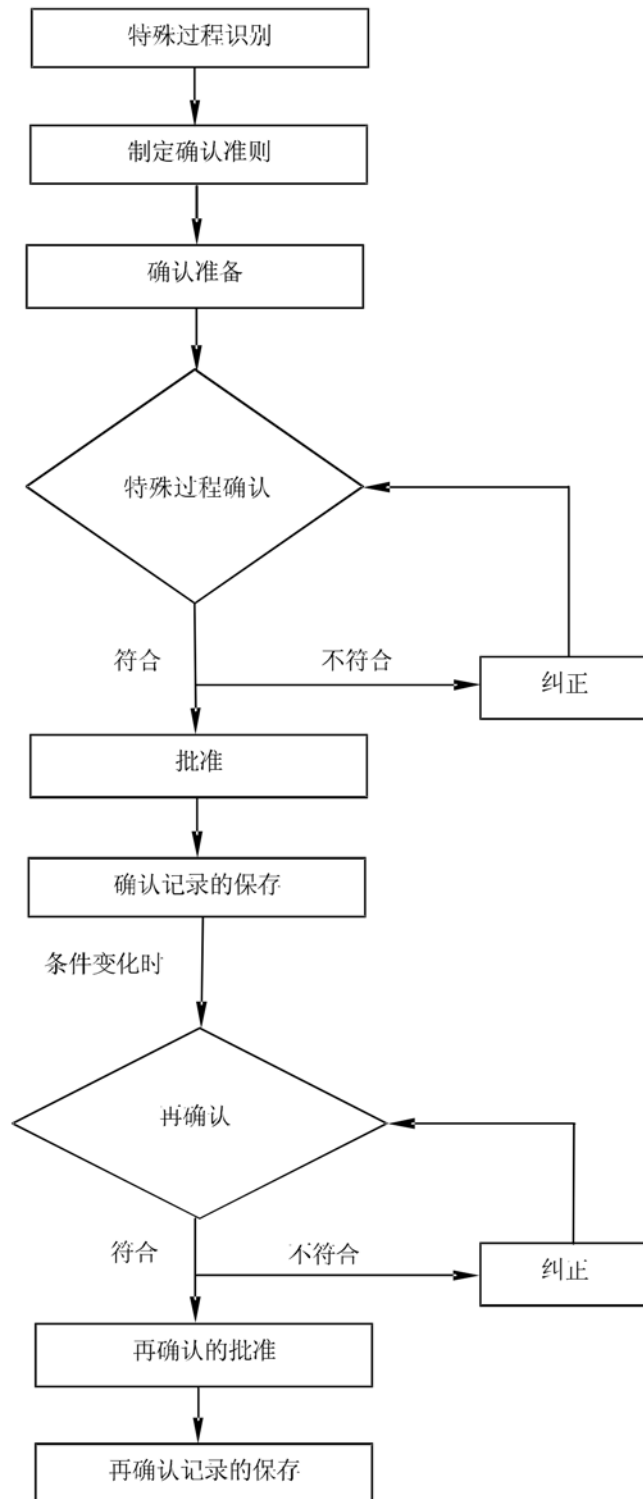 特殊过程识别
制定确认准则
确认准备
特殊过程确认
符合
不符合
纠正
批准
确认记录的保存
条件变化时
再确认
符合
不符合
纠正
再确认的批准
再确认记录的保存